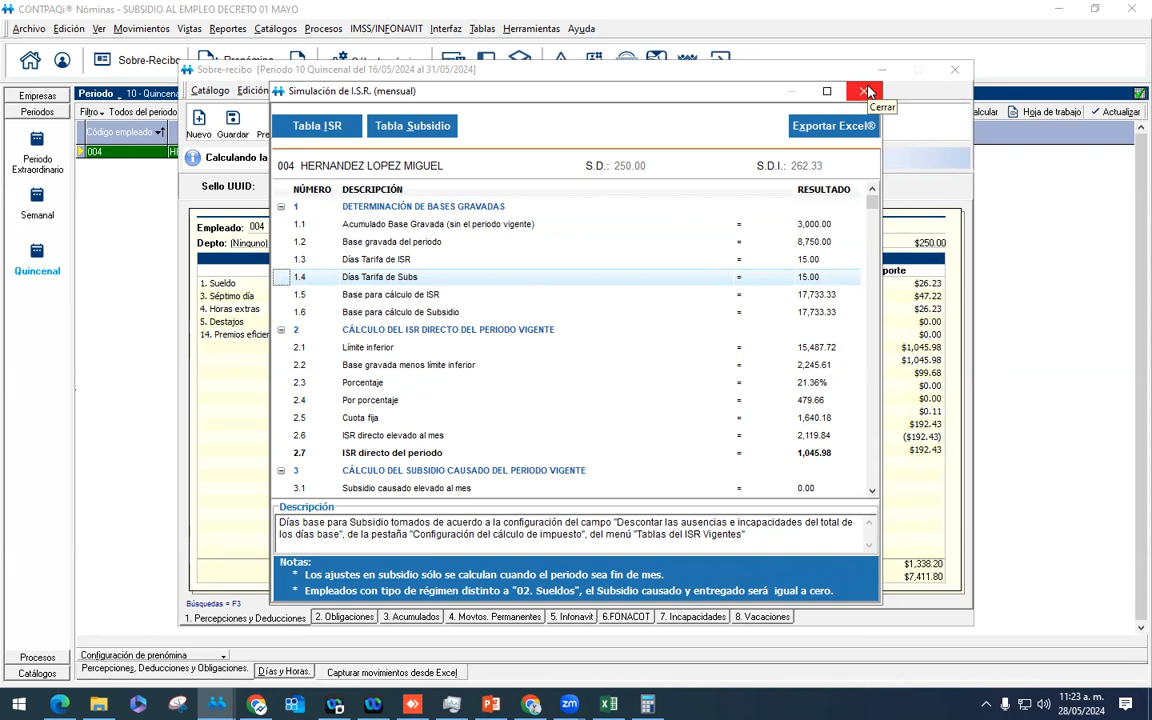 CONTPAQi® Nóminas - SUBSIDIO AL EMPLEO DECRETO 01 MAYO
Archivo Edición Ver Movimientos Vistas Reportes Catálogos Procesos IMSS/INFONAVIT Interfaz Tablas Herramientas Ayuda
Sobre-Recibo
Sobre-recibo [Periodo 10 Quincenal del 16/05/2024 al 31/05/2024]
Catálogo Edición
Simulación de I.S.R. (mensual)
Cerrar
Empresas
Periodos
Periodo
10 - Quincena
Filtro
Todos del periodo
Código empleado
004
Nuevo Guardar
Hoja de trabajo Actualizar
Tabla ISR Tabla Subsidio Exportar Excel®
Calculando la
Sello UUID:
Empleado: 004
Depto: (Ninguno)
$250.00
Periodo Extraordinario
Semanal
Quincenal
004 HERNANDEZ LOPEZ MIGUEL S.D.: 250.00 S.D.I.: 262.33
NÚMERO DESCRIPCIÓN RESULTADO
1 DETERMINACIÓN DE BASES GRAVADAS
1.1 Acumulado Base Gravada (sin el periodo vigente) = 3,000.00
1.2 Base gravada del periodo = 8,750.00
1.3 Días Tarifa de ISR = 15.00
1.4 Días Tarifa de Subs = 15.00
1.5 Base para cálculo de ISR = 17,733.33
1.6 Base para cálculo de Subsidio = 17,733.33
2 CÁLCULO DEL ISR DIRECTO DEL PERIODO VIGENTE
2.1 Límite inferior = 15,487.72
2.2 Base gravada menos límite inferior = 2,245.61
2.3 Porcentaje = 21.36%
2.4 Por porcentaje = 479.66
2.5 Cuota fija = 1,640.18
2.6 ISR directo elevado al mes = 2,119.84
2.7 ISR directo del periodo = 1,045.98
3 CÁLCULO DEL SUBSIDIO CAUSADO DEL PERIODO VIGENTE
3.1 Subsidio causado elevado al mes = 0.00
1. Sueldo
3. Séptimo día
4. Horas extras
5. Destajos
14. Premios eficien
$26.23
$47.22
$26.23
$0.00
$0.00
$1,045.98
$1,045.98
$99.68
$0.00
$0.00
$0.11
$192.43
($192.43)
$192.43
$1,338.20
$7,411.80
Descripción
Días base para Subsidio tomados de acuerdo a la configuración del campo "Descontar las ausencias e incapacidades del total de
los días base", de la pestaña "Configuración del cálculo de impuesto", del menú "Tablas del ISR Vigentes"
Notas:
* Los ajustes en subsidio sólo se calculan cuando el periodo sea fin de mes.
* Empleados con tipo de régimen distinto a "02. Sueldos", el Subsidio causado y entregado será igual a cero.
Búsquedas = F3
1. Percepciones y Deducciones 2. Obligaciones 3. Acumulados 4. Movtos. Permanentes 5. Infonavit 6.FONACOT 7. Incapacidades 8. Vacaciones
Procesos
Catálogos
Configuración de prenómina
Percepciones, Deducciones y Obligaciones. Días y Horas. Capturar movimientos desde Excel
11:23 a. m.
28/05/2024